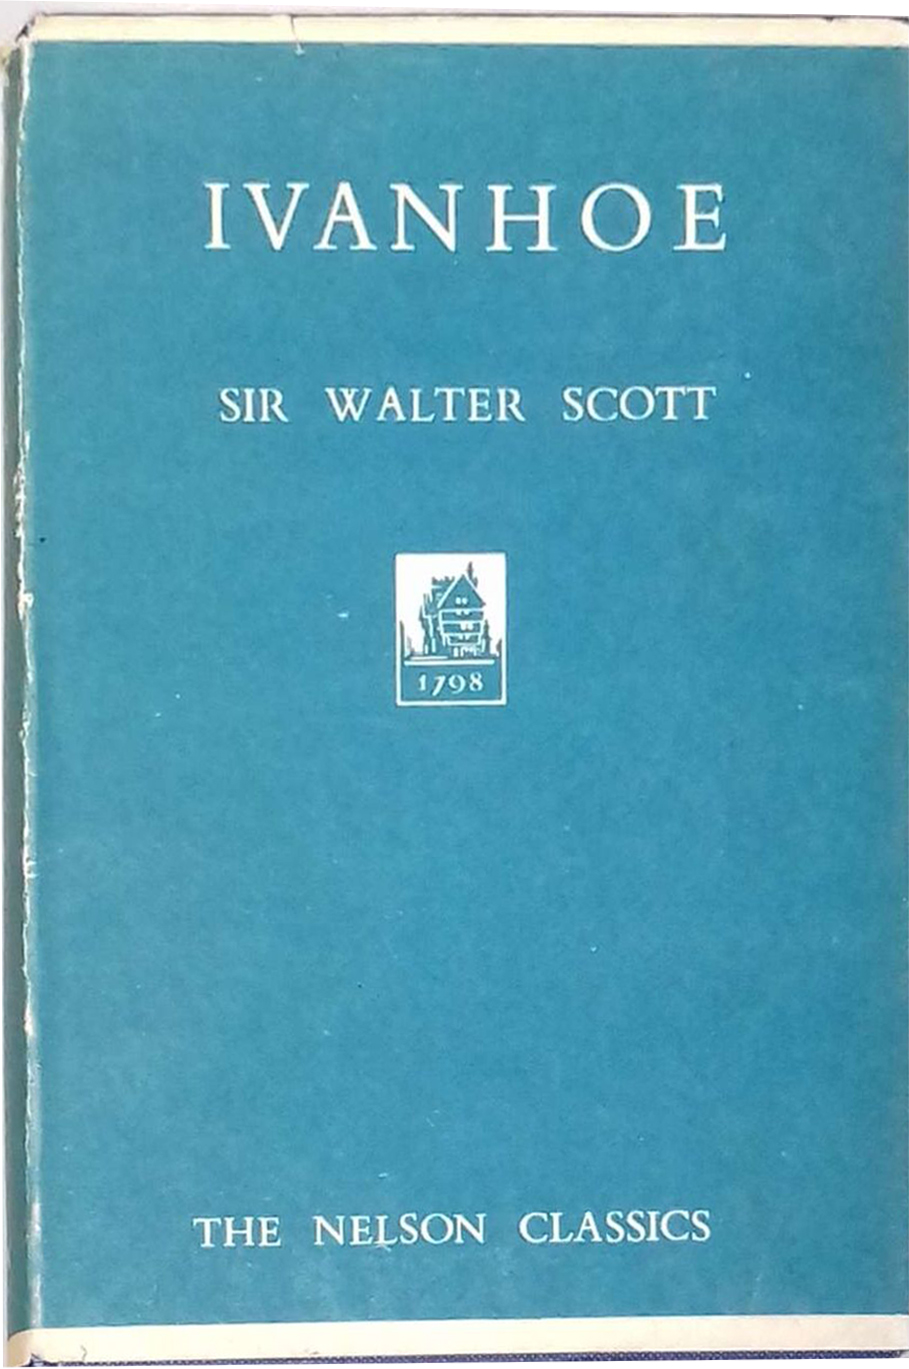 IVANHOE
SIR WALTER SCOTT
1798
THE NELSON CLASSICS